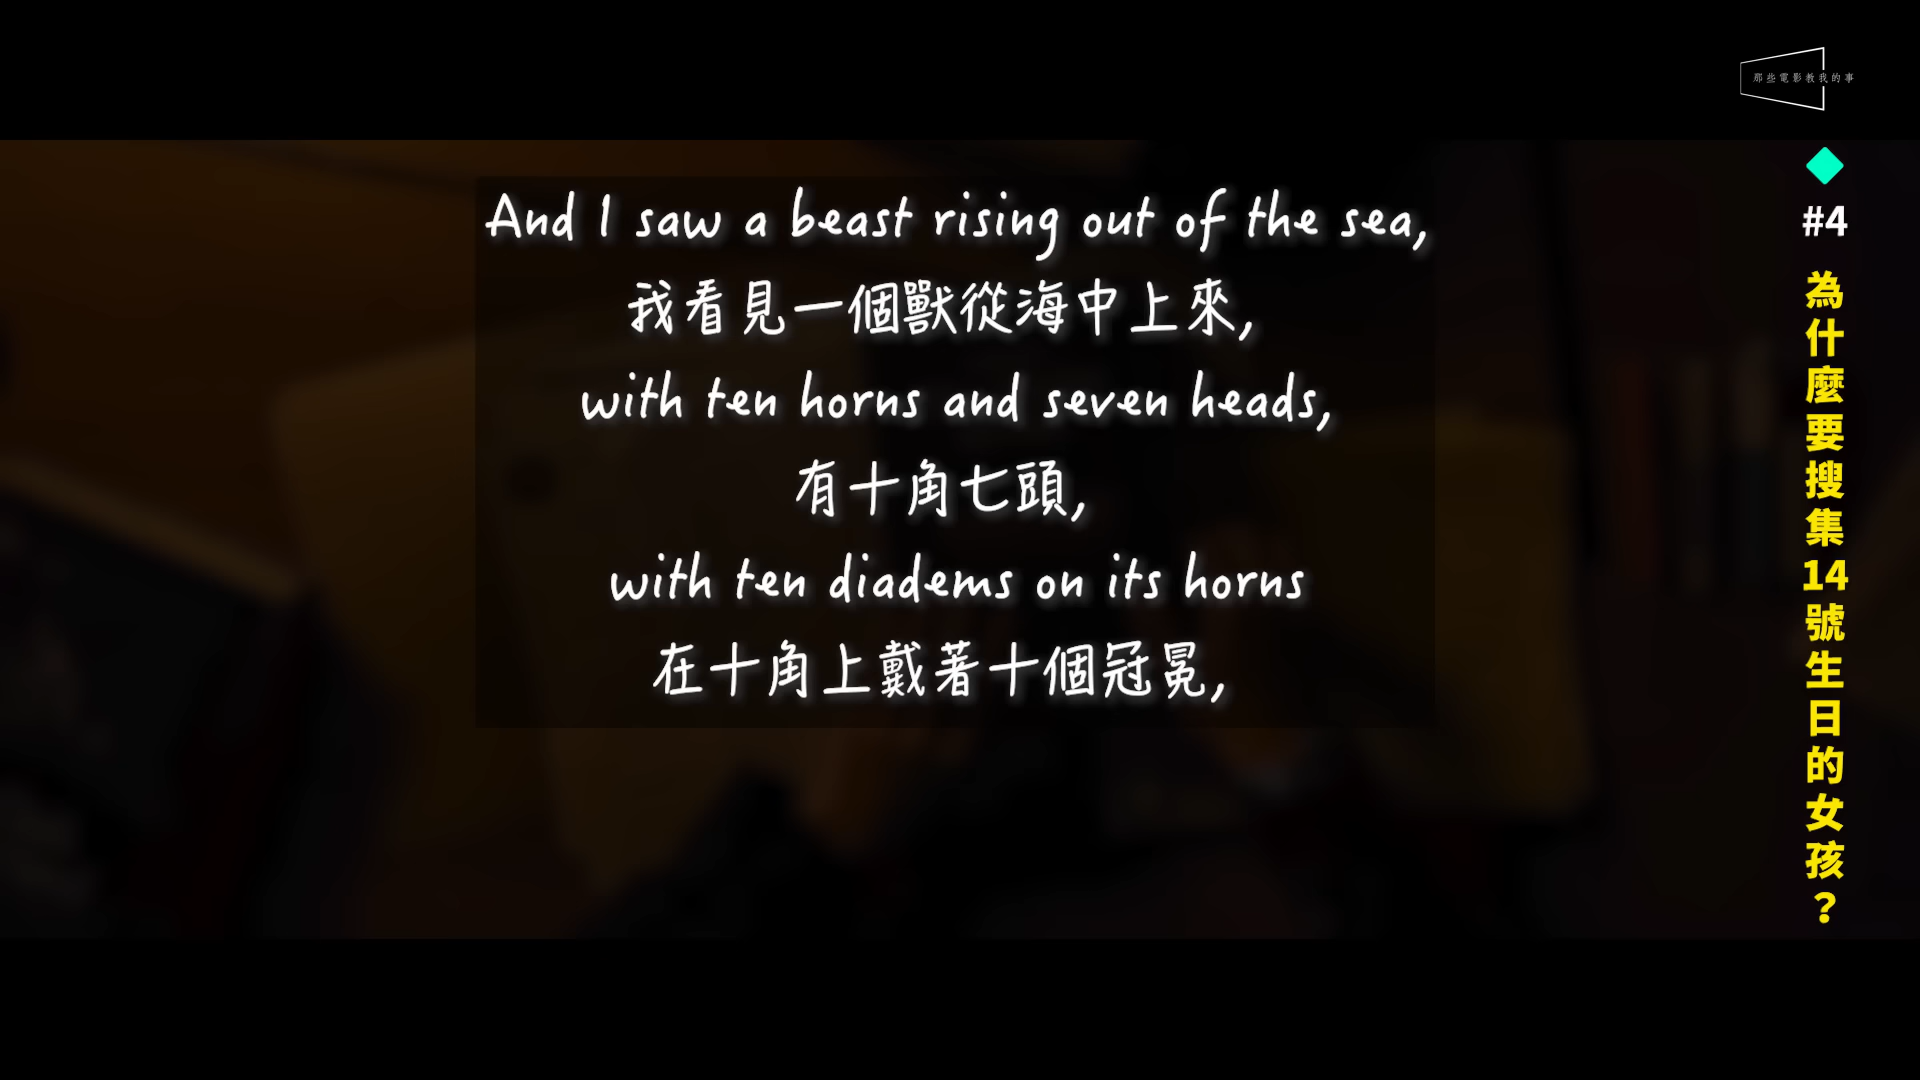 那些電影教我的事
And I saw a beast rising out of the sea,
我看見一個獸從海中上來,
with ten horns and seven heads,
有十角七頭,
with ten diadems on its horns
在十角上戴著十個冠冕,
#4
為什麼要搜集14號生日的女孩？